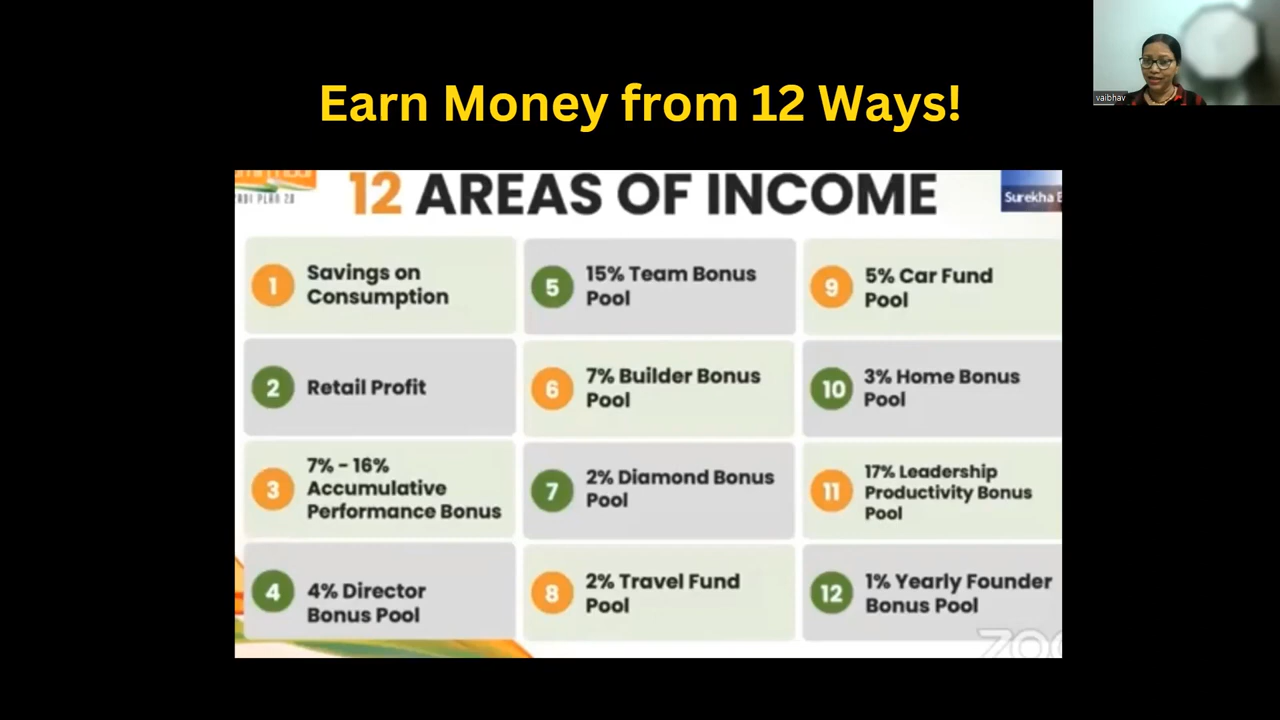 vaibhav
Earn Money from 12 Ways!
PLAN 2.0
12 AREAS OF INCOME
Surekha
1
Savings on
Consumption
2
Retail Profit
3
7% - 16%
Accumulative
Performance Bonus
4
4% Director
Bonus Pool
5
15% Team Bonus
Pool
6
7% Builder Bonus
Pool
7
2% Diamond Bonus
Pool
8
2% Travel Fund
Pool
9
5% Car Fund
Pool
10
3% Home Bonus
Pool
11
17% Leadership
Productivity Bonus
Pool
12
1% Yearly Founder
Bonus Pool